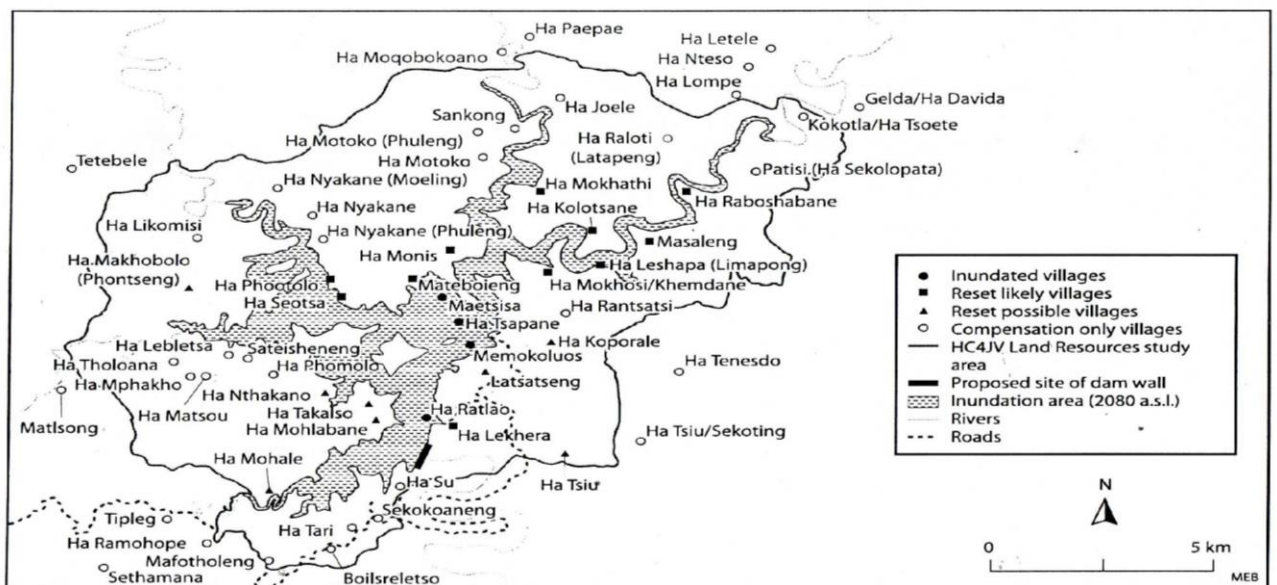 Ha Paepae
Ha Letele
Ha Moqobokoano
Ha Nteso
Ha Lompe
Gelda/Ha Davida
Ha Joele
Sankong
Kokotla/Ha Tsoete
Ha Motoko (Phuleng)
Ha Raloti
(Latapeng)
Tetebele
Ha Motoko
Patisi (Ha Sekolopata)
Ha Nyakane (Moeling)
Ha Mokhathi
Ha Raboshabane
Ha Nyakane
Ha Kolotsane
Ha Likomisi
Ha Nyakane (Phuleng)
Masaleng
Ha Monis
Ha Makhobolo
(Phontseng)
Ha Leshapa (Limapong)
Ha Phootolo
Mateboieng
Ha Mokhosi/Khemdane
Ha Seotsa
Maetsisa
Ha Rantsatsi
Ha Tsapane
Ha Koporale
Ha Lebletsa
Sateisheneng
Memokoluos
Ha Tholoana
Ha Phomolo
Ha Tenesdo
Ha Mphakho
Latsatseng
Ha Nthakano
Ha Matsou
Ha Takalso
Ha Ratlao
Matlsong
Ha Mohlabane
Ha Lekhera
Ha Tsiu/Sekoting
Ha Mohale
Ha Su
Ha Tsiu
Sekokoaneng
Tipleg
Ha Tari
Ha Ramohope
Mafotholeng
Sethamana
Boilsreletso
Inundated villages
Reset likely villages
Reset possible villages
Compensation only villages
HC4JV Land Resources study
area
Proposed site of dam wall
Inundation area (2080 a.s.l.)
Rivers
Roads
N
0 5 km
MEB